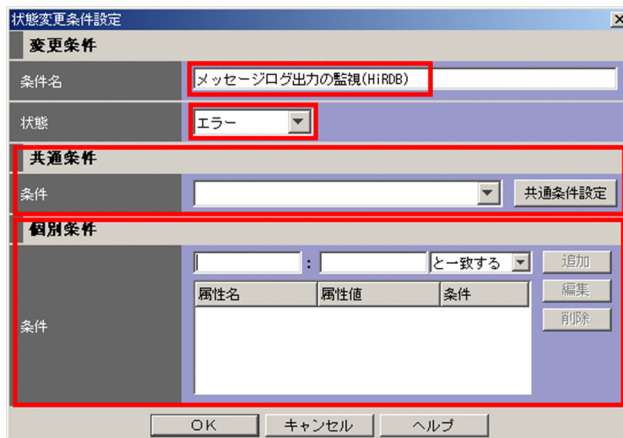 状態変更条件設定
変更条件
条件名 メッセージログ出力の監視(HiRDB)
状態 エラー
共通条件
条件 共通条件設定
個別条件
: と一致する 追加
属性名 属性値 条件 編集
条件 削除
OK キャンセル ヘルプ